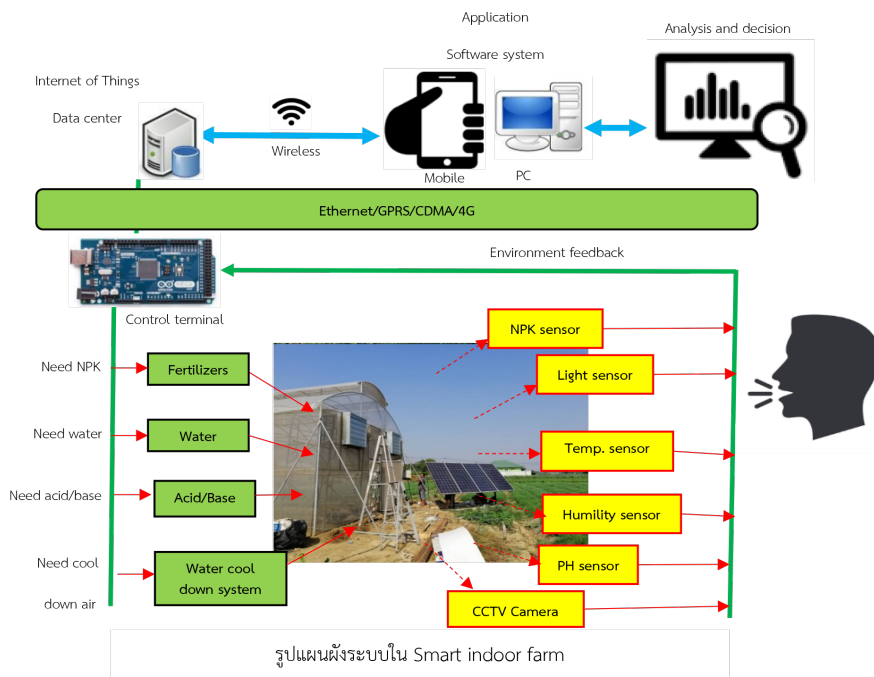 Application
Analysis and decision
Software system
Internet of Things
Data center
Wireless
Mobile
PC
Ethernet/GPRS/CDMA/4G
Environment feedback
Control terminal
NPK sensor
Need NPK
Fertilizers
Light sensor
Need water
Water
Temp. sensor
Need acid/base
Acid/Base
Humility sensor
Need cool
down air
Water cool
down system
PH sensor
CCTV Camera
รูปแผนผังระบบใน Smart indoor farm